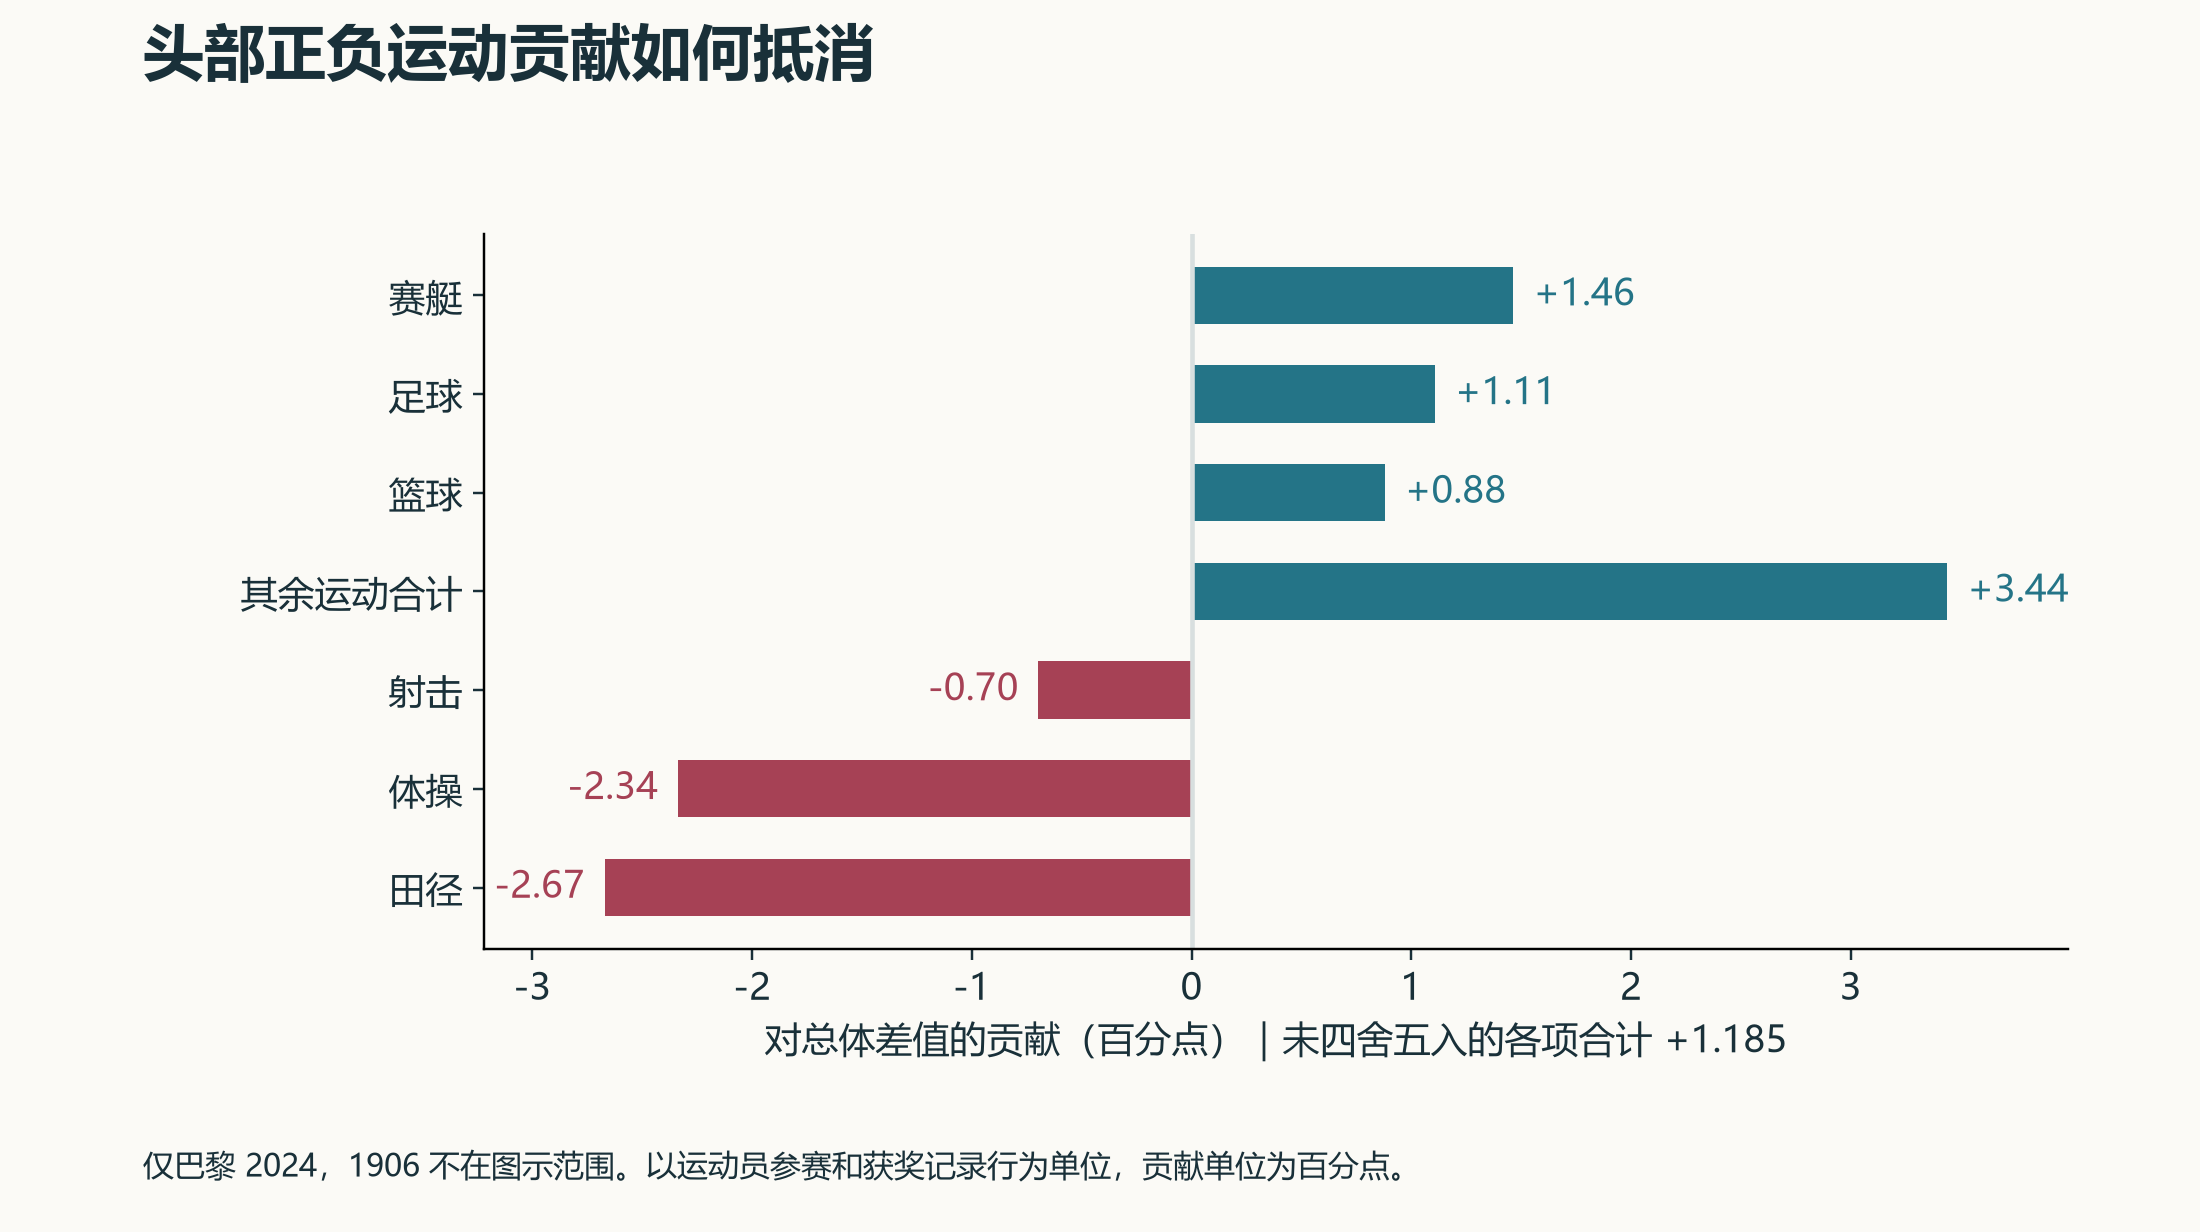 头部正负运动贡献如何抵消
赛艇 +1.46
足球 +1.11
篮球 +0.88
其余运动合计 +3.44
射击 -0.70
体操 -2.34
田径 -2.67
-3 -2 -1 0 1 2 3
对总体差值的贡献（百分点）｜未四舍五入的各项合计 +1.185
仅巴黎 2024，1906 不在图示范围。以运动员参赛和获奖记录行为单位，贡献单位为百分点。